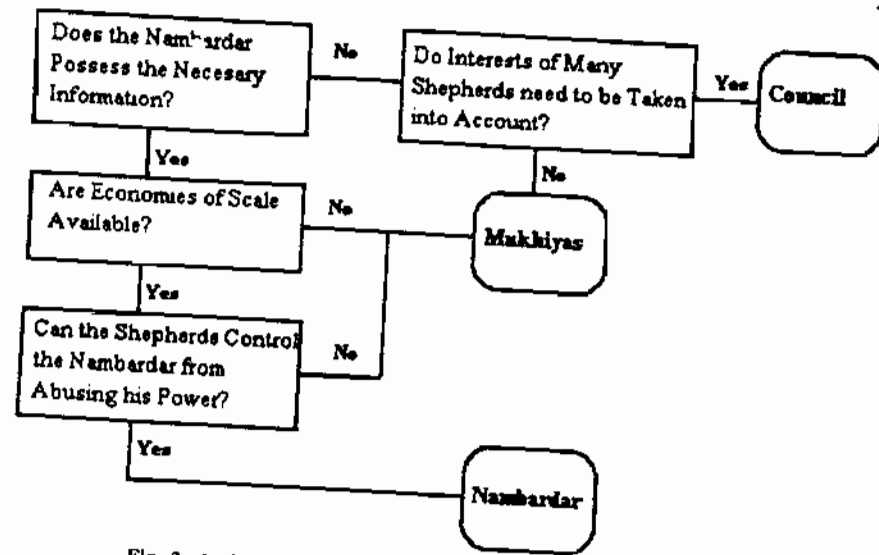 Does the Nambardar
Possess the Necesary
Information?
No
Do Interests of Many
Shepherds need to be Taken
into Account?
Yes
Council
Yes
No
Are Economies of Scale
Available?
No
Mukhiyas
Yes
Can the Shepherds Control
the Nambardar from
Abusing his Power?
No
Yes
Nambardar
Fig.